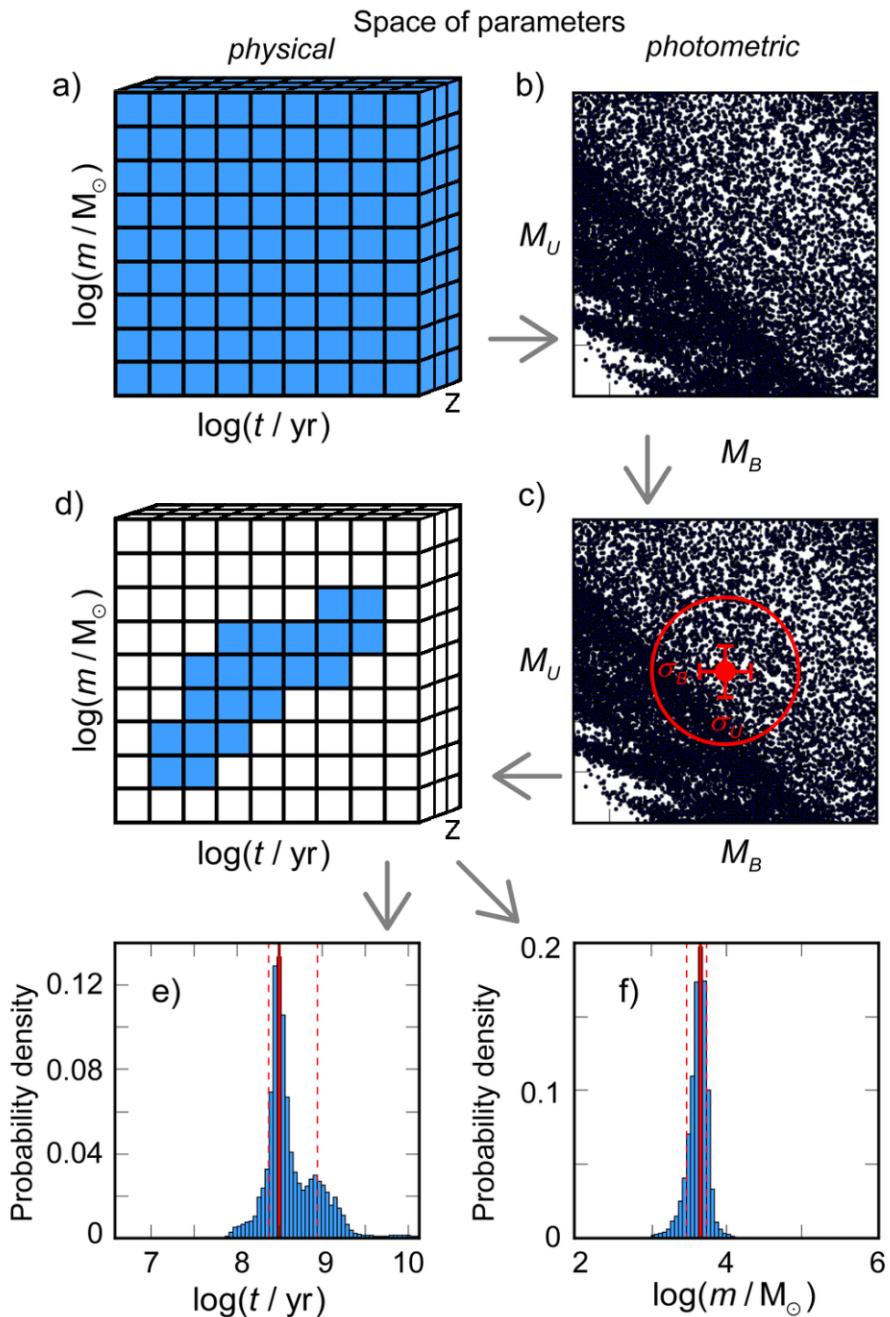 Space of parameters
physical
photometric
a)
log(m / M☉)
log(t / yr)
z
b)
M_U
M_B
c)
M_U
σ_B
σ_U
M_B
d)
log(m / M☉)
log(t / yr)
z
e)
Probability density
0.12
0.08
0.04
0
7
8
9
10
log(t / yr)
f)
Probability density
0.2
0.1
0
2
4
6
log(m / M☉)